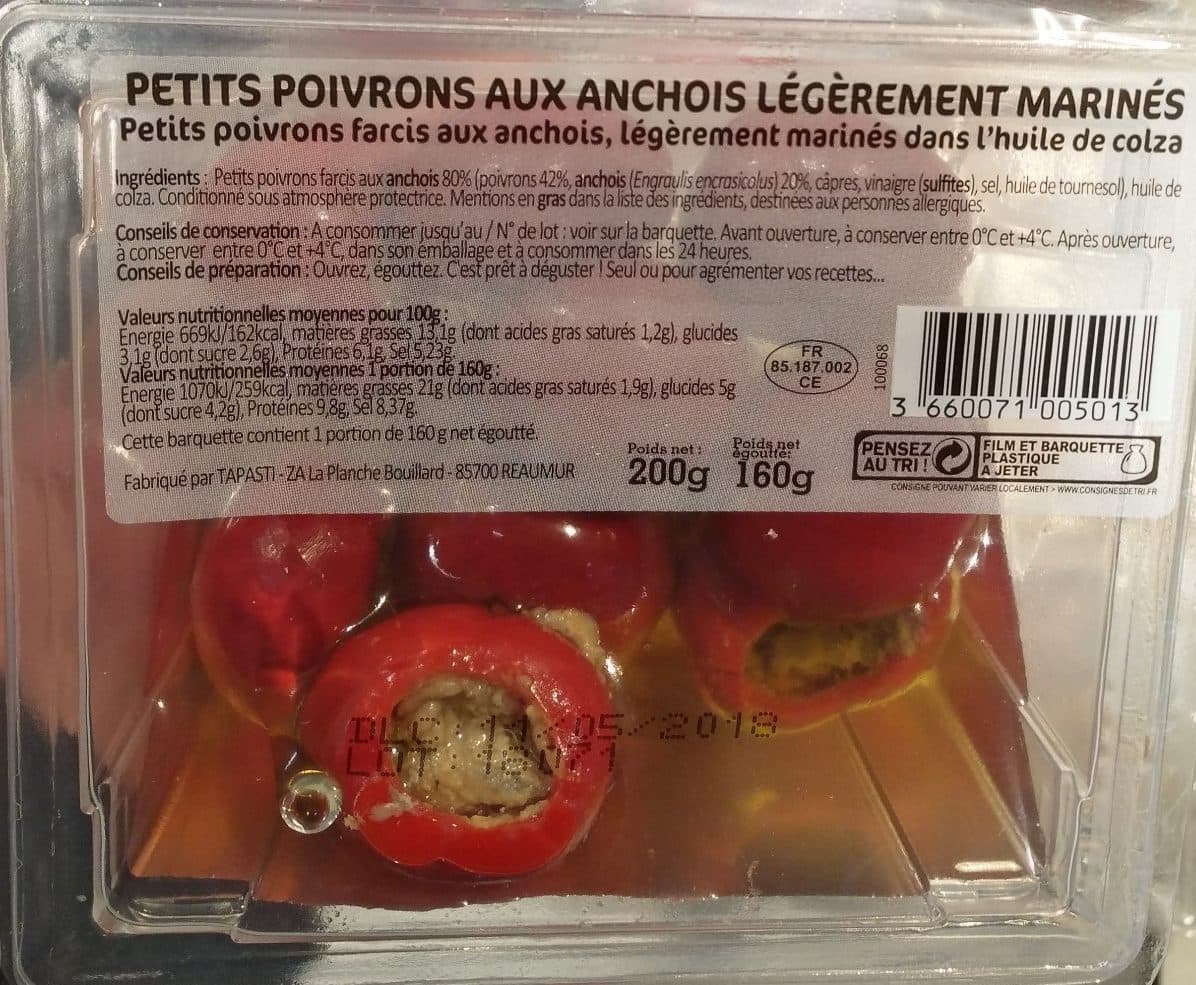 PETITS POIVRONS AUX ANCHOIS LÉGÈREMENT MARINÉS
Petits poivrons farcis aux anchois, légèrement marinés dans l'huile de colza
Ingrédients : Petits poivrons farcis aux anchois 80% (poivrons 42%, anchois (Engraulis encrasicolus) 20%, câpres, vinaigre (sulfites), sel, huile de tournesol), huile de
colza. Conditionné sous atmosphère protectrice. Mentions en gras dans la liste des ingrédients, destinées aux personnes allergiques.
Conseils de conservation : A consommer jusqu'au / N° de lot : voir sur la barquette. Avant ouverture, à conserver entre 0°C et +4°C. Après ouverture,
à conserver entre 0°C et +4°C, dans son emballage et à consommer dans les 24 heures.
Conseils de préparation : Ouvrez, égouttez. C'est prêt à déguster ! Seul ou pour agrémenter vos recettes...
Valeurs nutritionnelles moyennes pour 100g :
Energie 669kJ/162kcal, matières grasses 13,1g (dont acides gras saturés 1,2g), glucides
3,1g (dont sucre 2,6g), Protéines 6,1g, Sel 5,23g.
Valeurs nutritionnelles moyennes 1 portion de 160g :
Energie 1070kJ/259kcal, matières grasses 21g (dont acides gras saturés 1,9g), glucides 5g
(dont sucre 4,2g), Protéines 9,8g, Sel 8,37g.
Cette barquette contient 1 portion de 160 g net égoutté.
Fabriqué par TAPASTI - ZA La Planche Bouillard - 85700 REAUMUR
Poids net :
200g
Poids net
égoutté:
160g
FR
85.187.002
CE
100068
3 660071 005013
PENSEZ
AU TRI !
FILM ET BARQUETTE
PLASTIQUE
A JETER
CONSIGNE POUVANT VARIER LOCALEMENT > WWW.CONSIGNESDETRI.FR
DLC: 11/05/2018
LOT: 18071